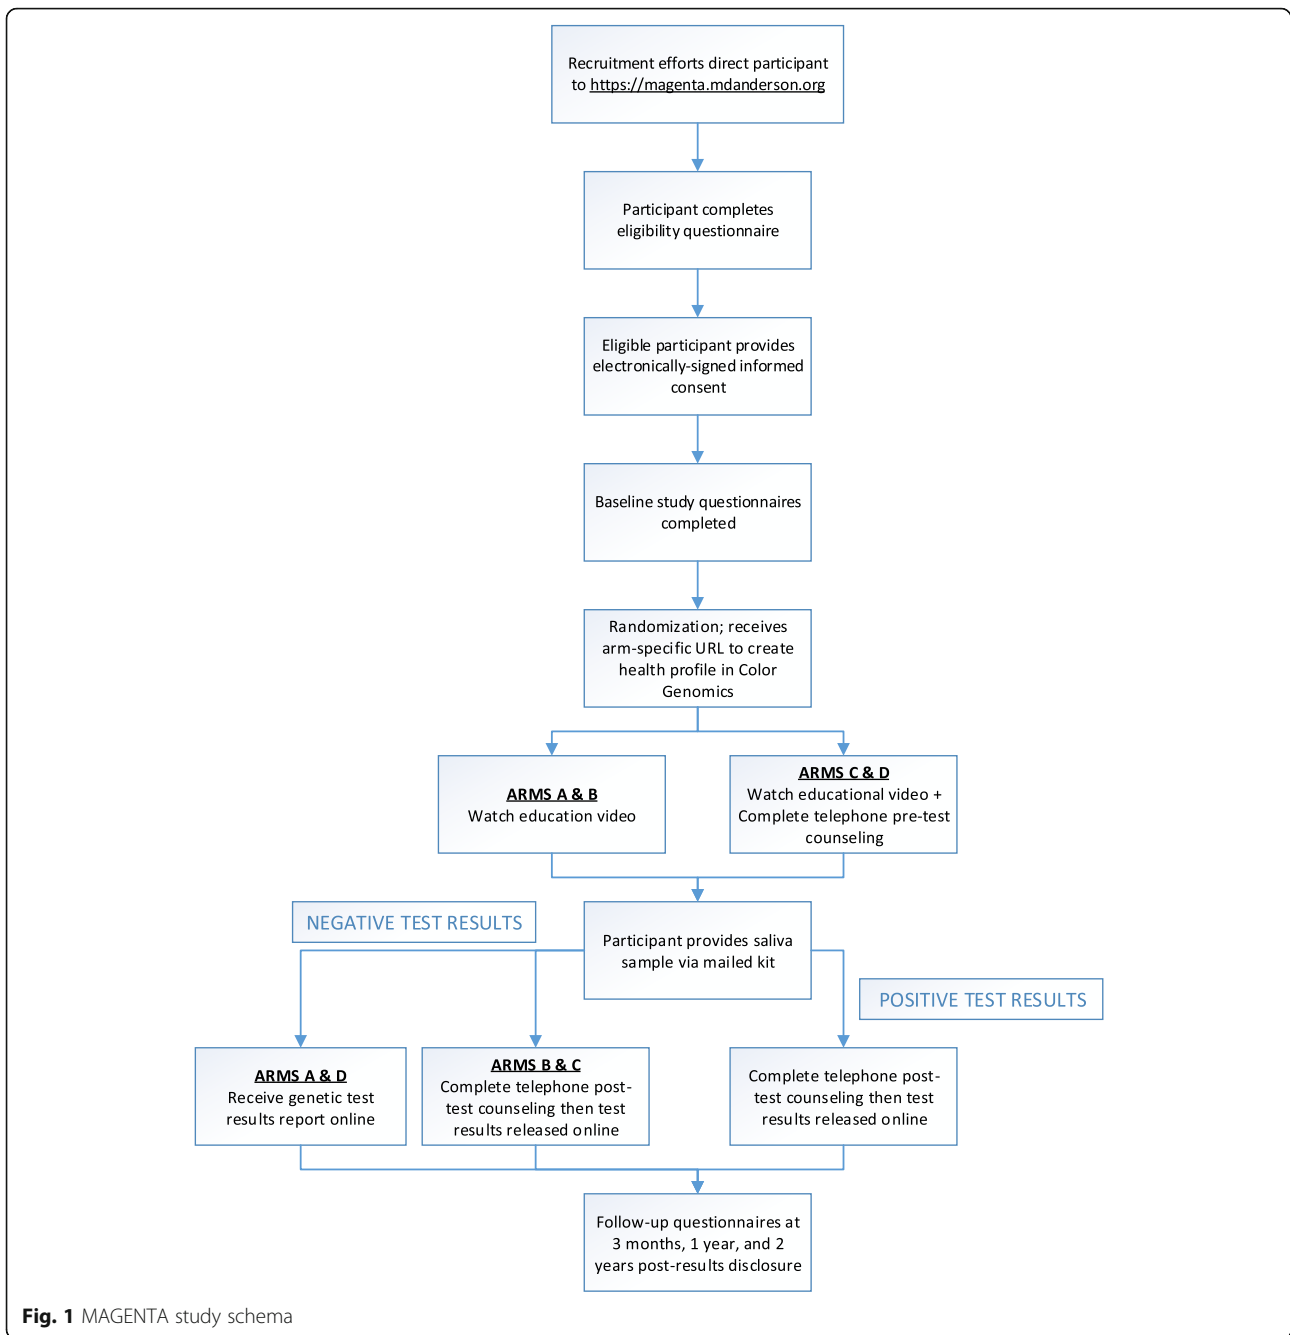 Recruitment efforts direct participant
to https://magenta.mdanderson.org
Participant completes
eligibility questionnaire
Eligible participant provides
electronically-signed informed
consent
Baseline study questionnaires
completed
Randomization; receives
arm-specific URL to create
health profile in Color
Genomics
ARMS A & B
Watch education video
ARMS C & D
Watch educational video +
Complete telephone pre-test
counseling
NEGATIVE TEST RESULTS
Participant provides saliva
sample via mailed kit
POSITIVE TEST RESULTS
ARMS A & D
Receive genetic test
results report online
ARMS B & C
Complete telephone post-
test counseling then test
results released online
Complete telephone post-
test counseling then test
results released online
Follow-up questionnaires at
3 months, 1 year, and 2
years post-results disclosure
Fig. 1 MAGENTA study schema